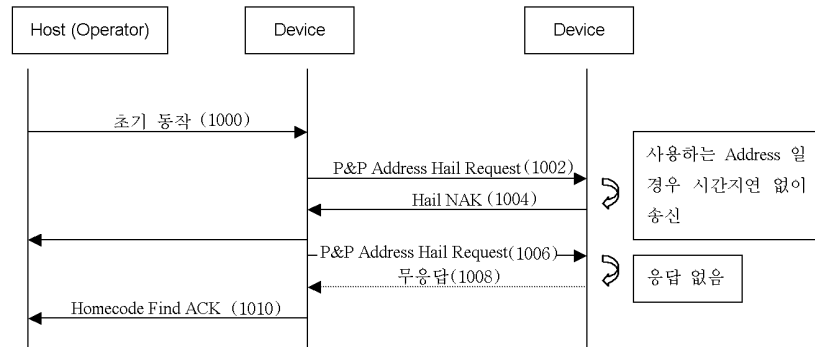 Host (Operator)
Device
Device
초기 동작 (1000)
P&P Address Hail Request (1002)
Hail NAK (1004)
사용하는 Address 일
경우 시간지연 없이
송신
P&P Address Hail Request(1006)
무응답(1008)
응답 없음
Homecode Find ACK (1010)